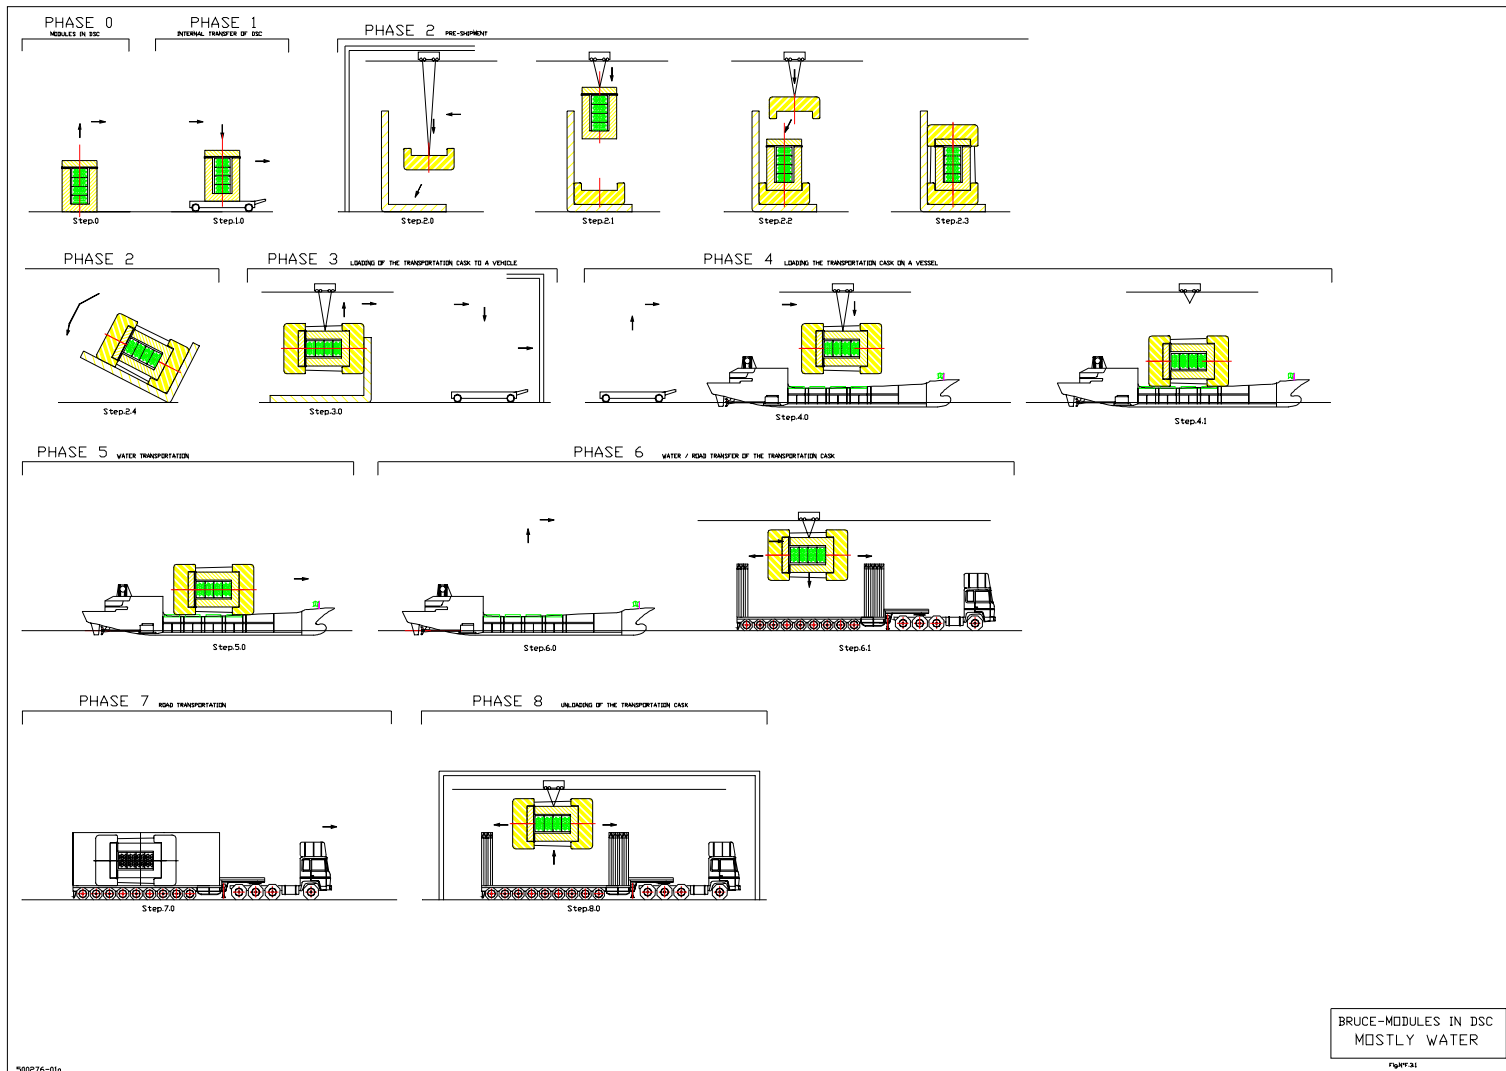 PHASE 0
MODULES IN DSC
PHASE 1
INTERNAL TRANSFER OF DSC
PHASE 2 PRE-SHIPMENT
Step.0
Step.1.0
Step.2.0
Step.2.1
Step.2.2
Step.2.3
PHASE 2
PHASE 3 LOADING OF THE TRANSPORTATION CASK TO A VEHICLE
PHASE 4 LOADING THE TRANSPORTATION CASK ON A VESSEL
Step.2.4
Step.3.0
Step.4.0
Step.4.1
PHASE 5 WATER TRANSPORTATION
PHASE 6 WATER / ROAD TRANSFER OF THE TRANSPORTATION CASK
Step.5.0
Step.6.0
Step.6.1
PHASE 7 ROAD TRANSPORTATION
PHASE 8 UNLOADING OF THE TRANSPORTATION CASK
Step.7.0
Step.8.0
BRUCE-MODULES IN DSC
MOSTLY WATER
500276-01a